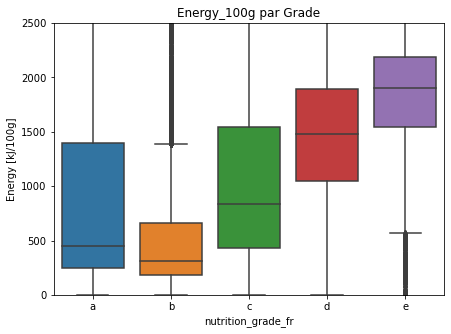 Energy_100g par Grade
Energy [kJ/100g]
2500
2000
1500
1000
500
0
a b c d e
nutrition_grade_fr